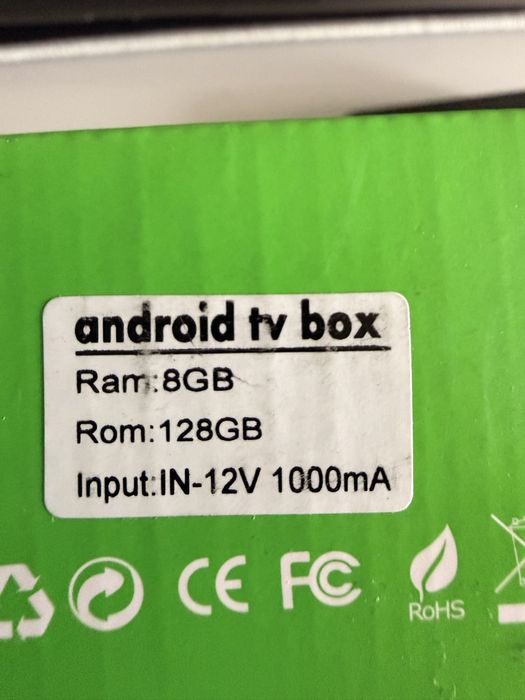 android tv box
Ram:8GB
Rom:128GB
Input:IN-12V 1000mA
CE FC
RoHS